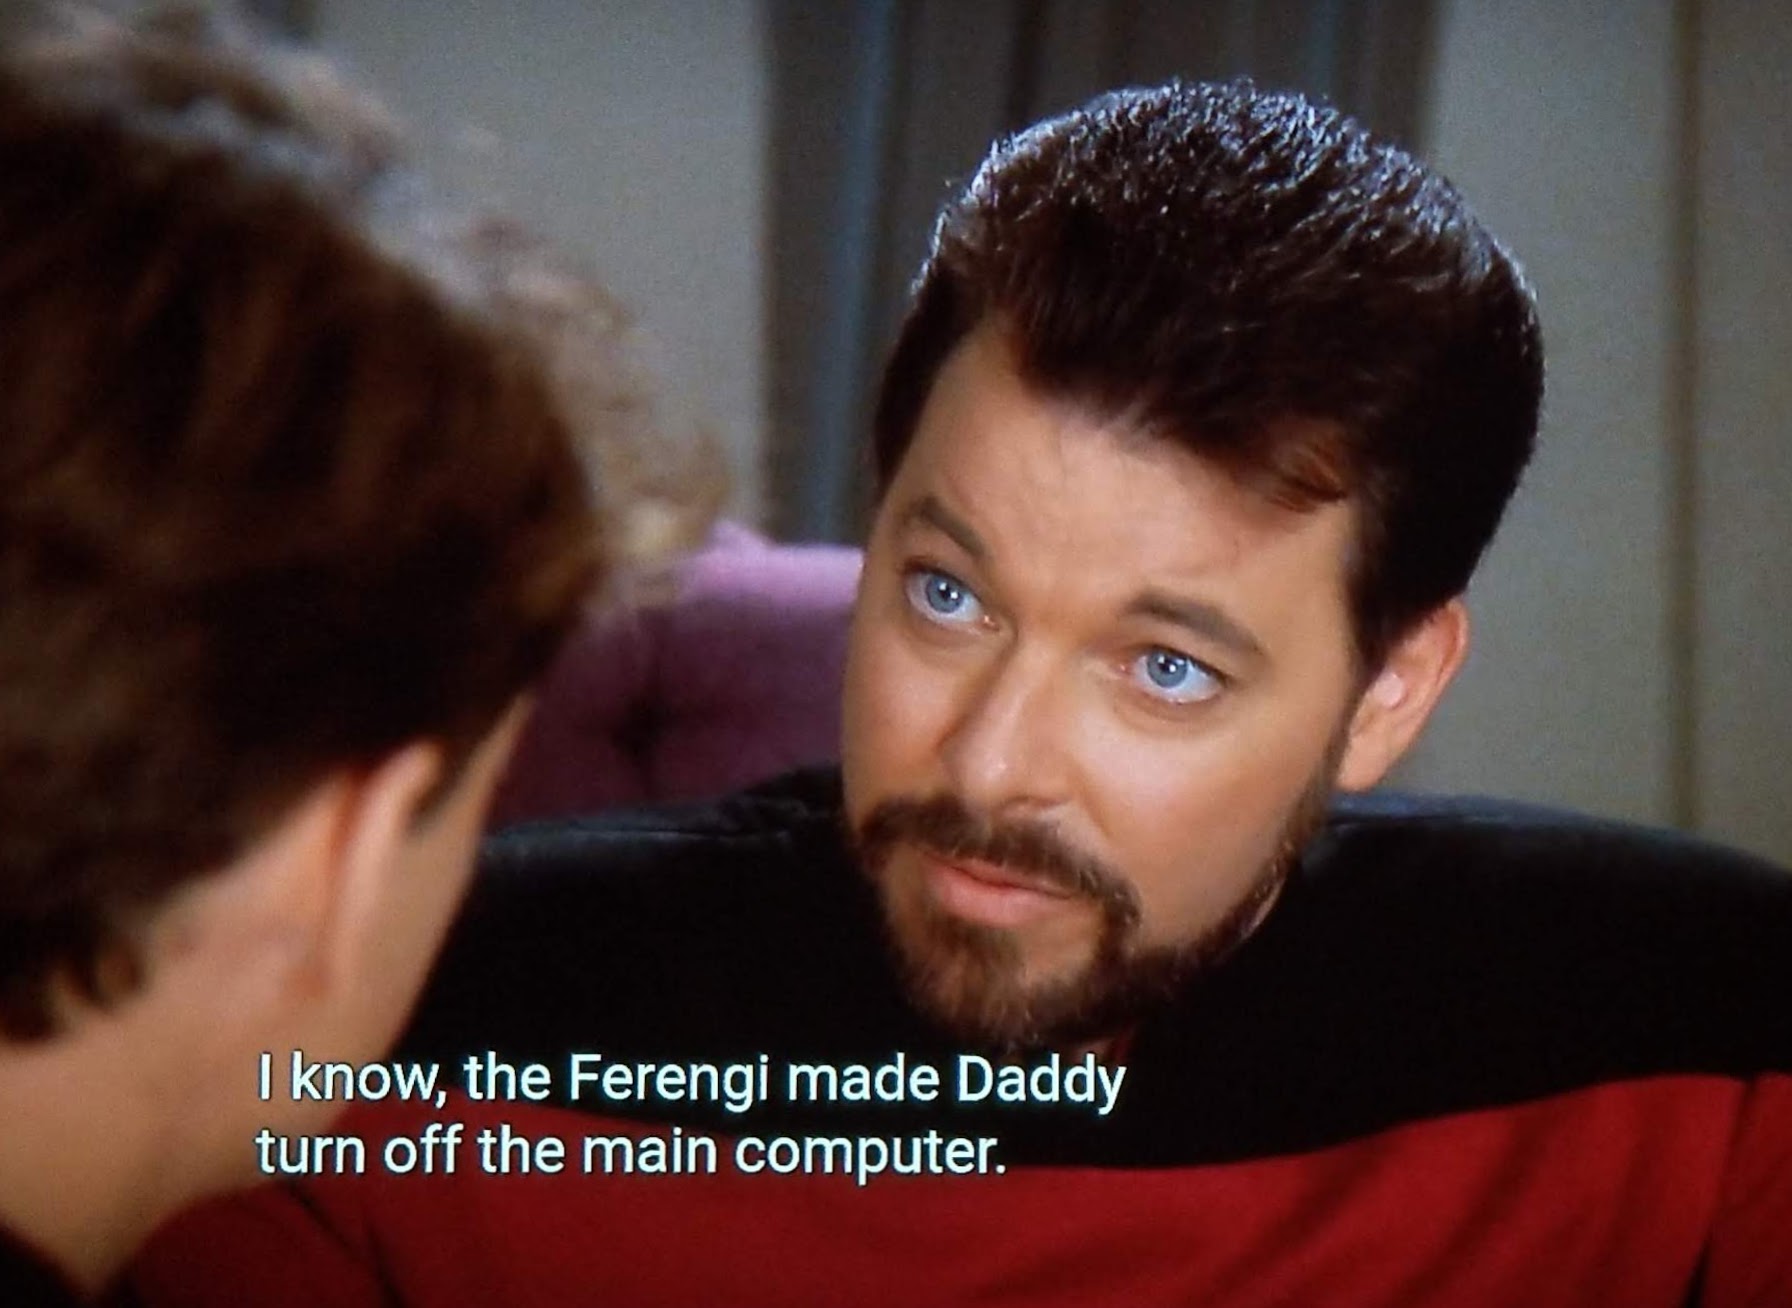 I know, the Ferengi made Daddy
turn off the main computer.